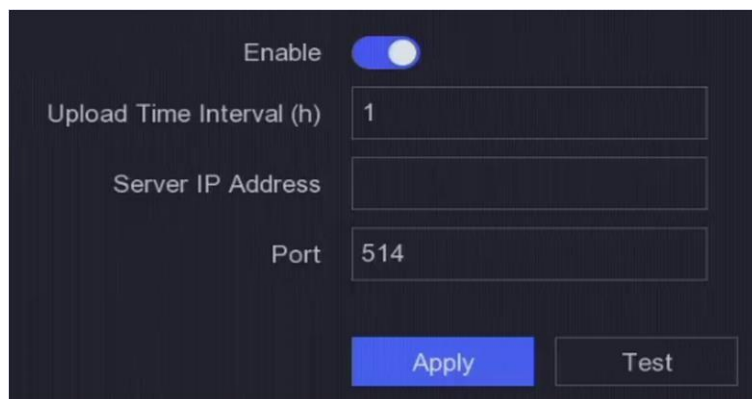 Enable
Upload Time Interval (h) 1
Server IP Address
Port 514
Apply Test